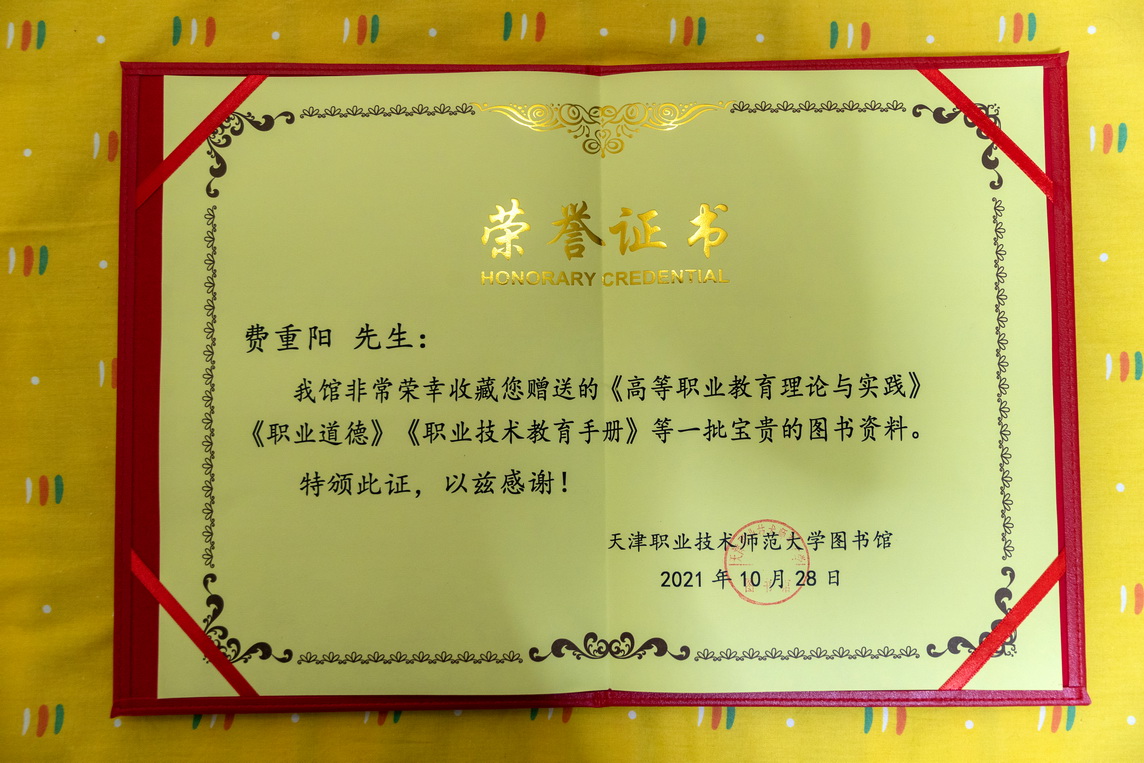 荣誉证书
HONORARY CREDENTIAL
费重阳 先生：
我馆非常荣幸收藏您赠送的《高等职业教育理论与实践》
《职业道德》《职业技术教育手册》等一批宝贵的图书资料。
特颁此证，以兹感谢！
天津职业技术师范大学图书馆
2021 年 10 月 28 日